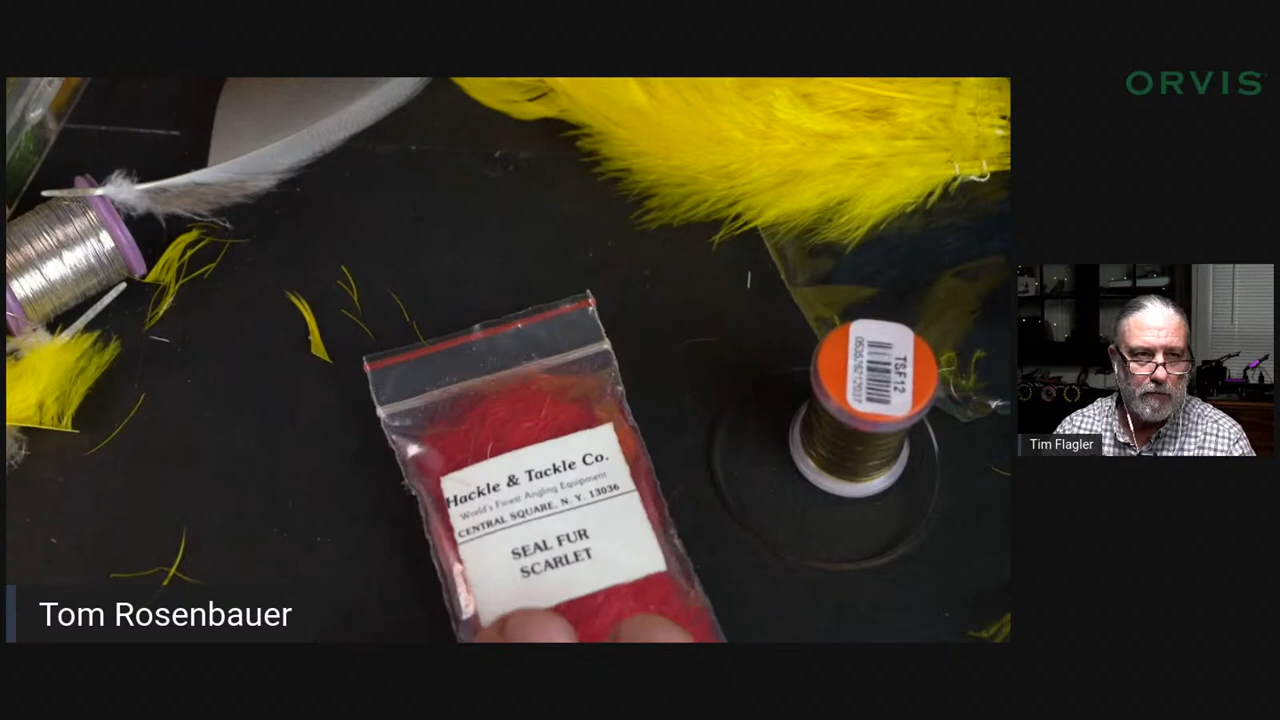 ORVIS
TSF12
Hackle & Tackle Co.
World's Finest Angling Equipment
CENTRAL SQUARE, N. Y. 13036
SEAL FUR
SCARLET
Tim Flagler
Tom Rosenbauer